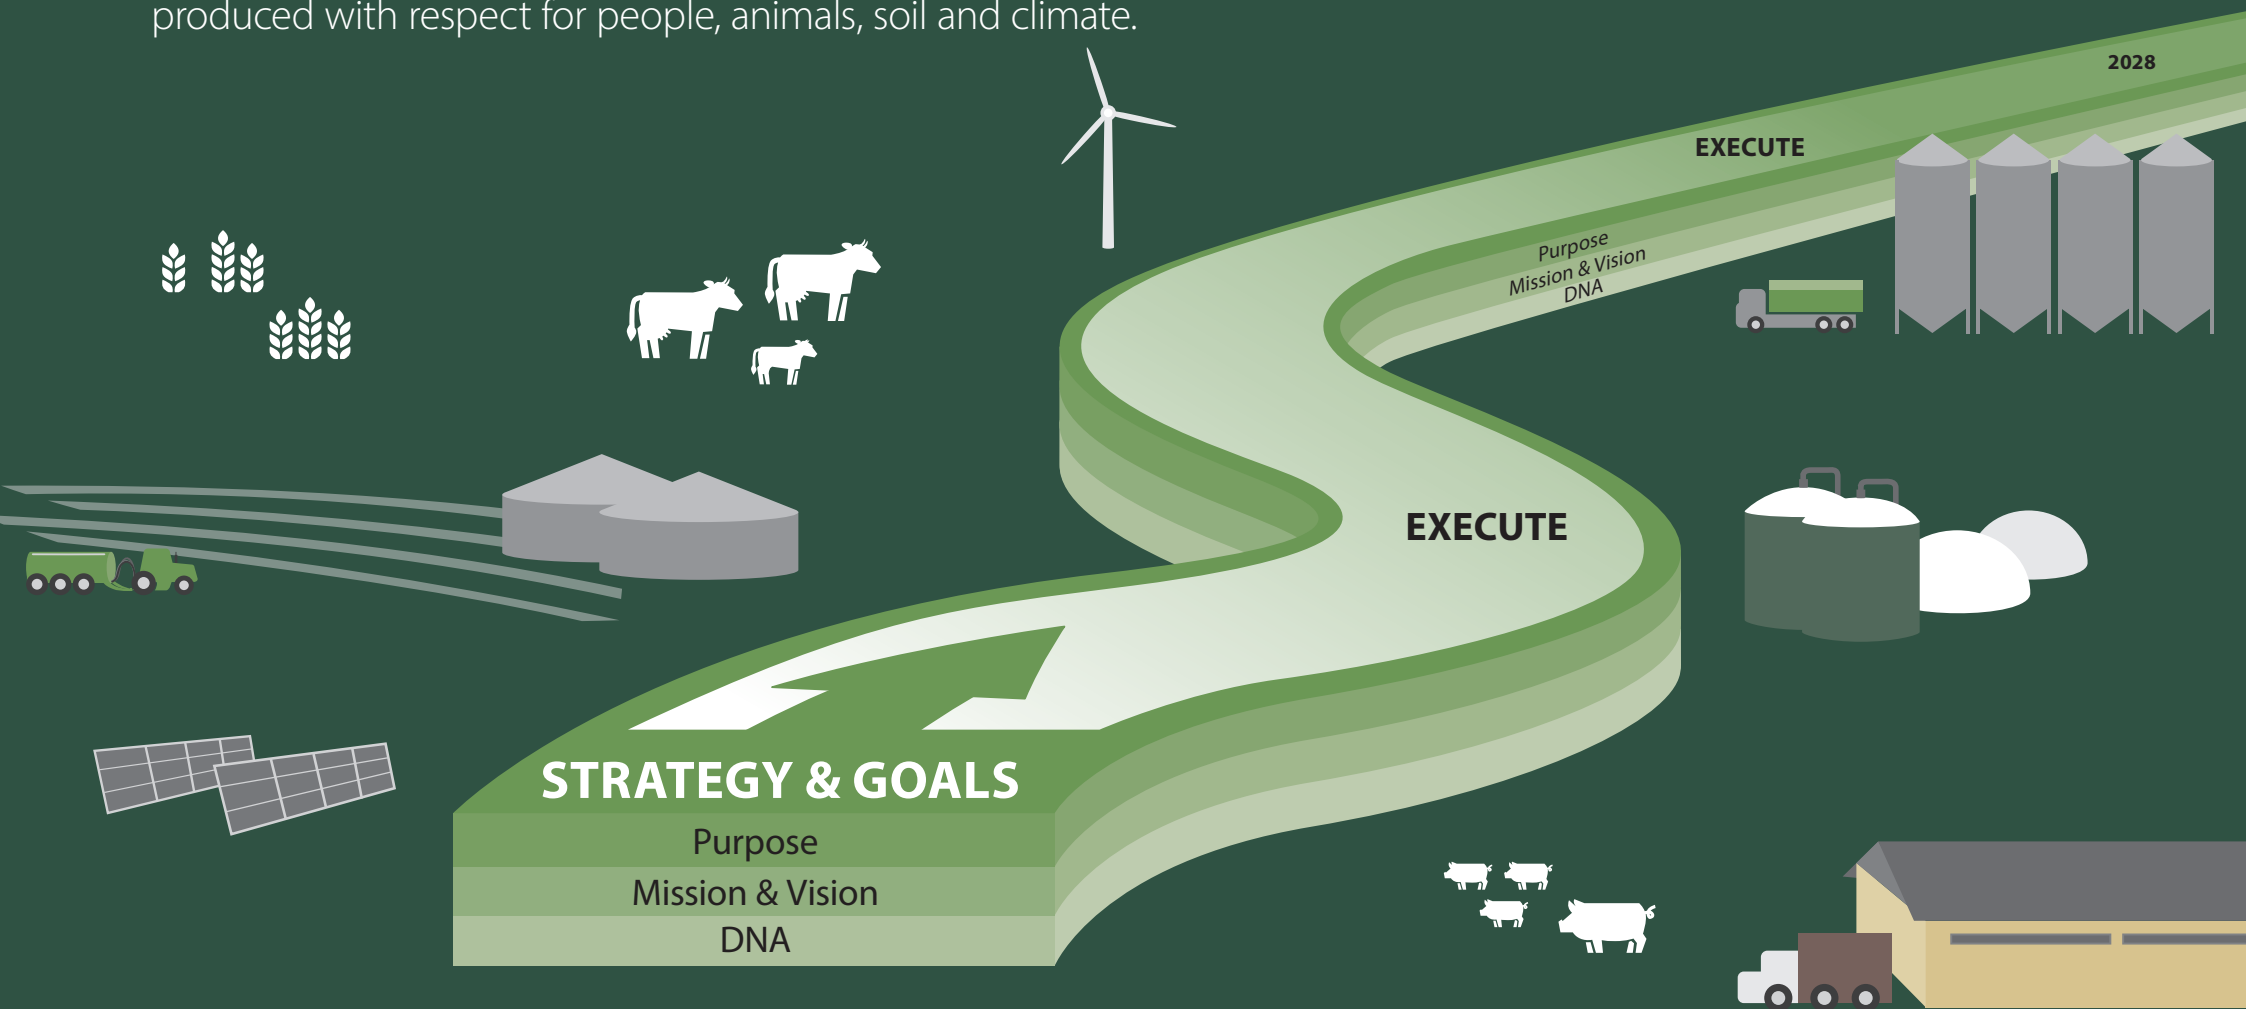 produced with respect for people, animals, soil and climate.
2028
EXECUTE
Purpose
Mission & Vision
DNA
EXECUTE
STRATEGY & GOALS
Purpose
Mission & Vision
DNA